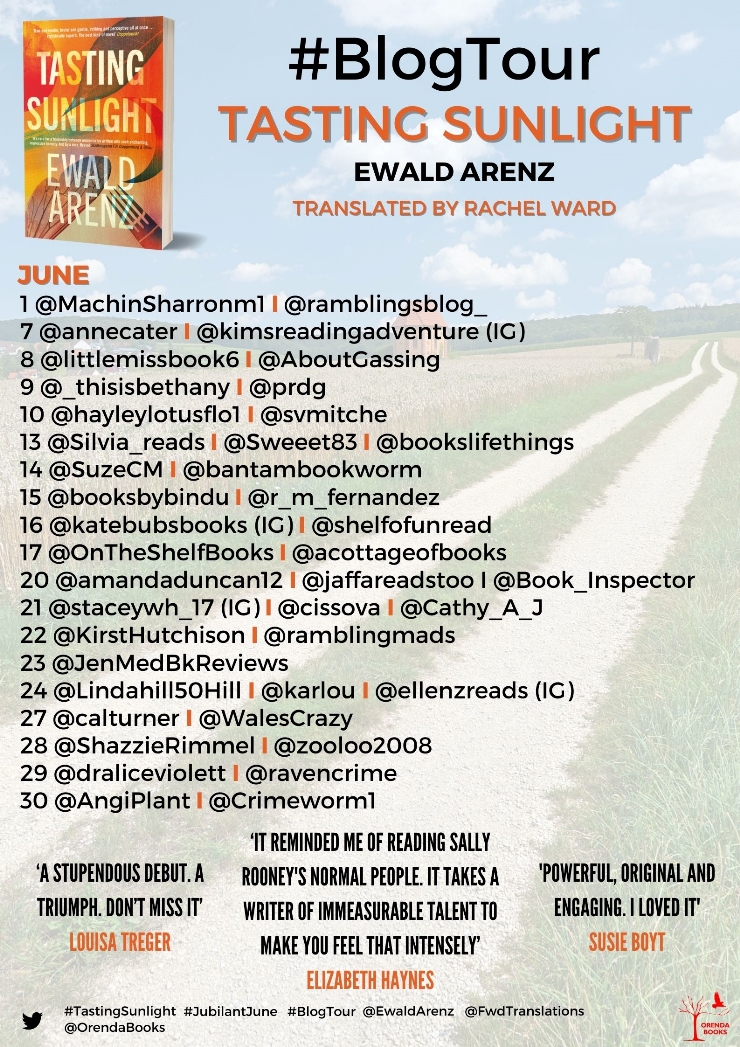 TASTING
SUNLIGHT
EWALD
ARENZ
#BlogTour
TASTING SUNLIGHT
EWALD ARENZ
TRANSLATED BY RACHEL WARD
JUNE
1 @MachinSharronm1 I @ramblingsblog_
7 @annecater I @kimsreadingadventure (IG)
8 @littlemissbook6 I @AboutGassing
9 @_thisisbethany I @prdg
10 @hayleylotusflo1 I @svmitche
13 @Silvia_reads I @Sweeet83 I @bookslifethings
14 @SuzeCM I @bantambookworm
15 @booksbybindu I @r_m_fernandez
16 @katebubsbooks (IG) I @shelfofunread
17 @OnTheShelfBooks I @acottageofbooks
20 @amandaduncan12 I @jaffareadstoo I @Book_Inspector
21 @staceywh_17 (IG) I @cissova I @Cathy_A_J
22 @KirstHutchison I @ramblingmads
23 @JenMedBkReviews
24 @Lindahill50Hill I @karlou I @ellenzreads (IG)
27 @calturner I @WalesCrazy
28 @ShazzieRimmel I @zooloo2008
29 @draliceviolett I @ravencrime
30 @AngiPlant I @Crimeworm1
‘A STUPENDOUS DEBUT. A
TRIUMPH. DON’T MISS IT’
LOUISA TREGER
‘IT REMINDED ME OF READING SALLY
ROONEY'S NORMAL PEOPLE. IT TAKES A
WRITER OF IMMEASURABLE TALENT TO
MAKE YOU FEEL THAT INTENSELY’
ELIZABETH HAYNES
'POWERFUL, ORIGINAL AND
ENGAGING. I LOVED IT'
SUSIE BOYT
#TastingSunlight #JubilantJune #BlogTour @EwaldArenz @FwdTranslations
@OrendaBooks
ORENDA
BOOKS